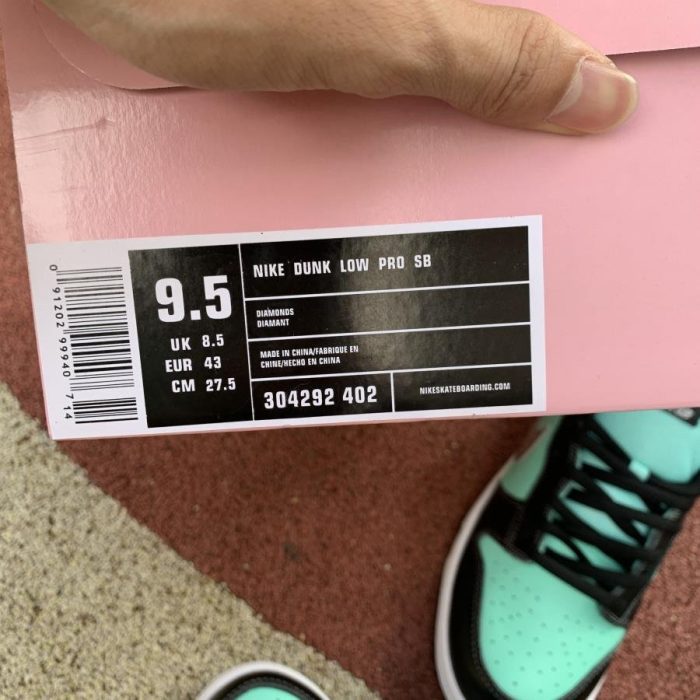 0 91202 99940 714
9.5
UK 8.5
EUR 43
CM 27.5
NIKE DUNK LOW PRO SB
DIAMONDS
DIAMANT
MADE IN CHINA/FABRIQUE EN
CHINE/HECHO EN CHINA
304292 402
NIKESKATEBOARDING.COM